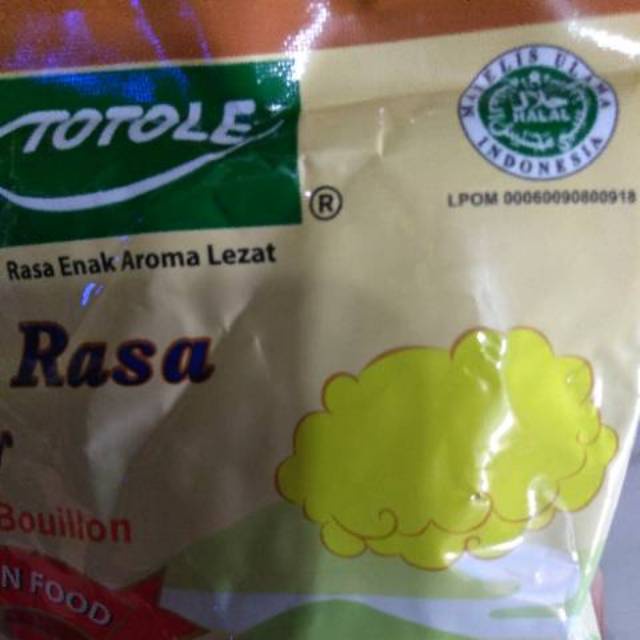 TOTOLE
®
MAJELIS ULAMA
HALAL
INDONESIA
LPOM 00060090800918
Rasa Enak Aroma Lezat
Rasa
r
Bouillon
N FOOD